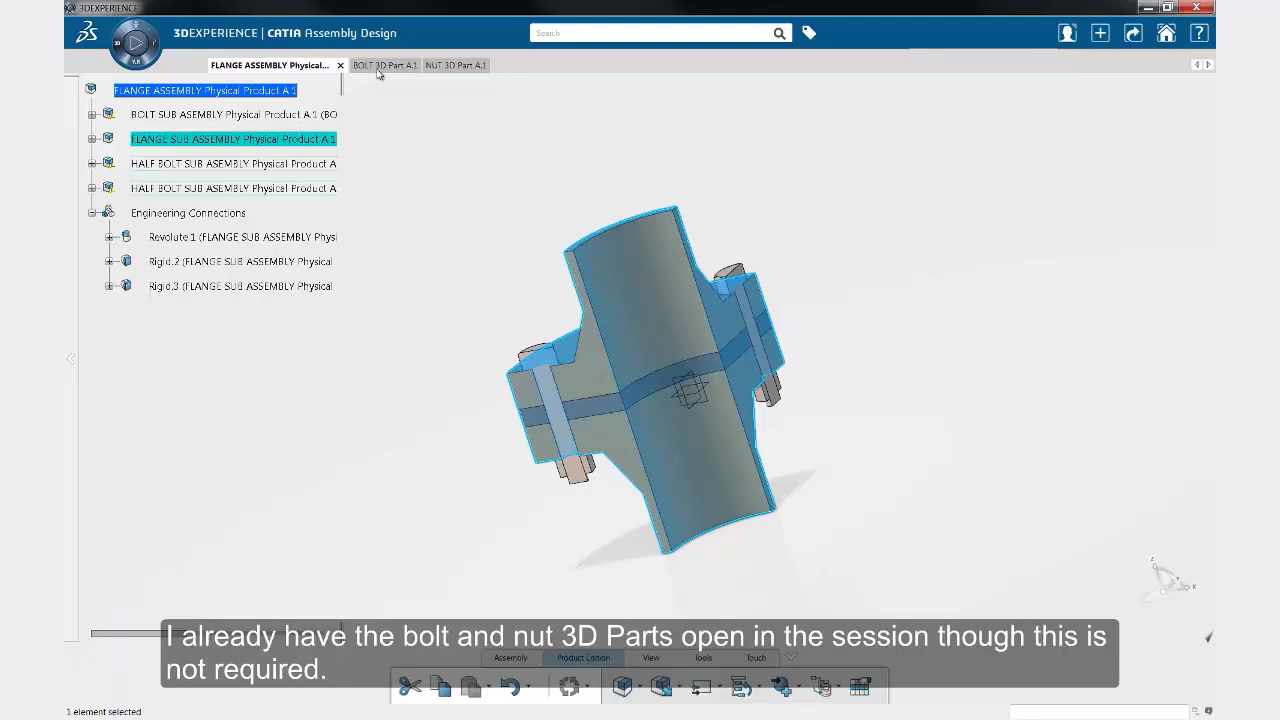 3DEXPERIENCE
3DEXPERIENCE | CATIA Assembly Design
Search
3D
V.R
FLANGE ASSEMBLY Physical...
BOLT 3D Part A.1
NUT 3D Part A.1
FLANGE ASSEMBLY Physical Product A.1
BOLT SUB ASEMBLY Physical Product A.1 (BO
FLANGE SUB ASSEMBLY Physical Product A.1
HALF BOLT SUB ASEMBLY Physical Product A
HALF BOLT SUB ASEMBLY Physical Product A
Engineering Connections
Revolute.1 (FLANGE SUB ASSEMBLY Physi
Rigid.2 (FLANGE SUB ASSEMBLY Physical
Rigid.3 (FLANGE SUB ASSEMBLY Physical
z
x
I already have the bolt and nut 3D Parts open in the session though this is
not required.
Assembly
Product Edition
View
Tools
Touch
1 element selected